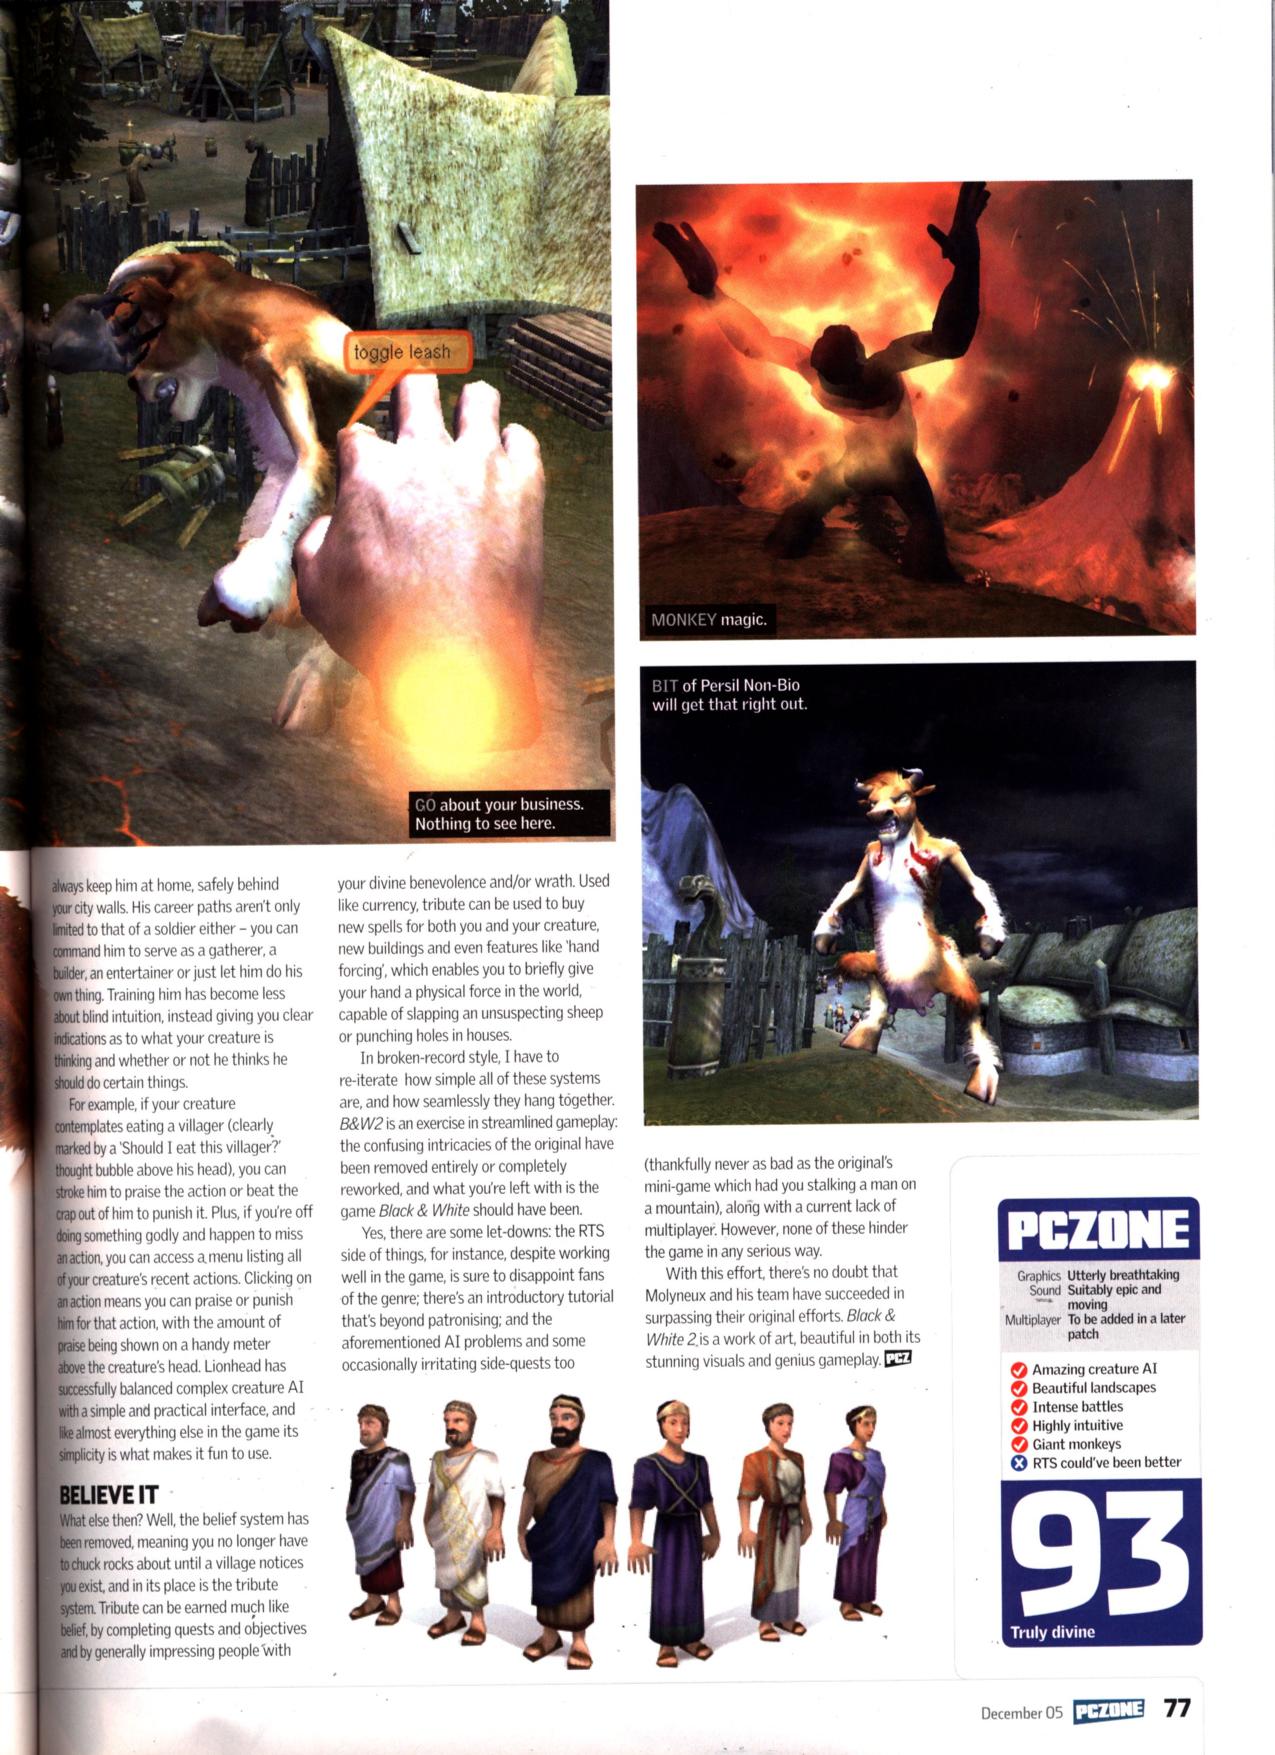 toggle leash
GO about your business.
Nothing to see here.
MONKEY magic.
BIT of Persil Non-Bio
will get that right out.
always keep him at home, safely behind
your city walls. His career paths aren't only
limited to that of a soldier either – you can
command him to serve as a gatherer, a
builder, an entertainer or just let him do his
own thing. Training him has become less
about blind intuition, instead giving you clear
indications as to what your creature is
thinking and whether or not he thinks he
should do certain things.
For example, if your creature
contemplates eating a villager (clearly
marked by a 'Should I eat this villager?'
thought bubble above his head), you can
stroke him to praise the action or beat the
crap out of him to punish it. Plus, if you're off
doing something godly and happen to miss
an action, you can access a menu listing all
of your creature's recent actions. Clicking on
an action means you can praise or punish
him for that action, with the amount of
praise being shown on a handy meter
above the creature's head. Lionhead has
successfully balanced complex creature AI
with a simple and practical interface, and
like almost everything else in the game its
simplicity is what makes it fun to use.
BELIEVE IT
What else then? Well, the belief system has
been removed, meaning you no longer have
to chuck rocks about until a village notices
you exist, and in its place is the tribute
system. Tribute can be earned much like
belief, by completing quests and objectives
and by generally impressing people with
your divine benevolence and/or wrath. Used
like currency, tribute can be used to buy
new spells for both you and your creature,
new buildings and even features like 'hand
forcing', which enables you to briefly give
your hand a physical force in the world,
capable of slapping an unsuspecting sheep
or punching holes in houses.
In broken-record style, I have to
re-iterate how simple all of these systems
are, and how seamlessly they hang together.
B&W2 is an exercise in streamlined gameplay:
the confusing intricacies of the original have
been removed entirely or completely
reworked, and what you're left with is the
game Black & White should have been.
Yes, there are some let-downs: the RTS
side of things, for instance, despite working
well in the game, is sure to disappoint fans
of the genre; there's an introductory tutorial
that's beyond patronising; and the
aforementioned AI problems and some
occasionally irritating side-quests too
(thankfully never as bad as the original's
mini-game which had you stalking a man on
a mountain), along with a current lack of
multiplayer. However, none of these hinder
the game in any serious way.
With this effort, there's no doubt that
Molyneux and his team have succeeded in
surpassing their original efforts. Black &
White 2 is a work of art, beautiful in both its
stunning visuals and genius gameplay. PCZ
PCZONE
Graphics Utterly breathtaking
Sound Suitably epic and
moving
Multiplayer To be added in a later
patch
Amazing creature AI
Beautiful landscapes
Intense battles
Highly intuitive
Giant monkeys
RTS could've been better
93
Truly divine
December 05 PCZONE 77